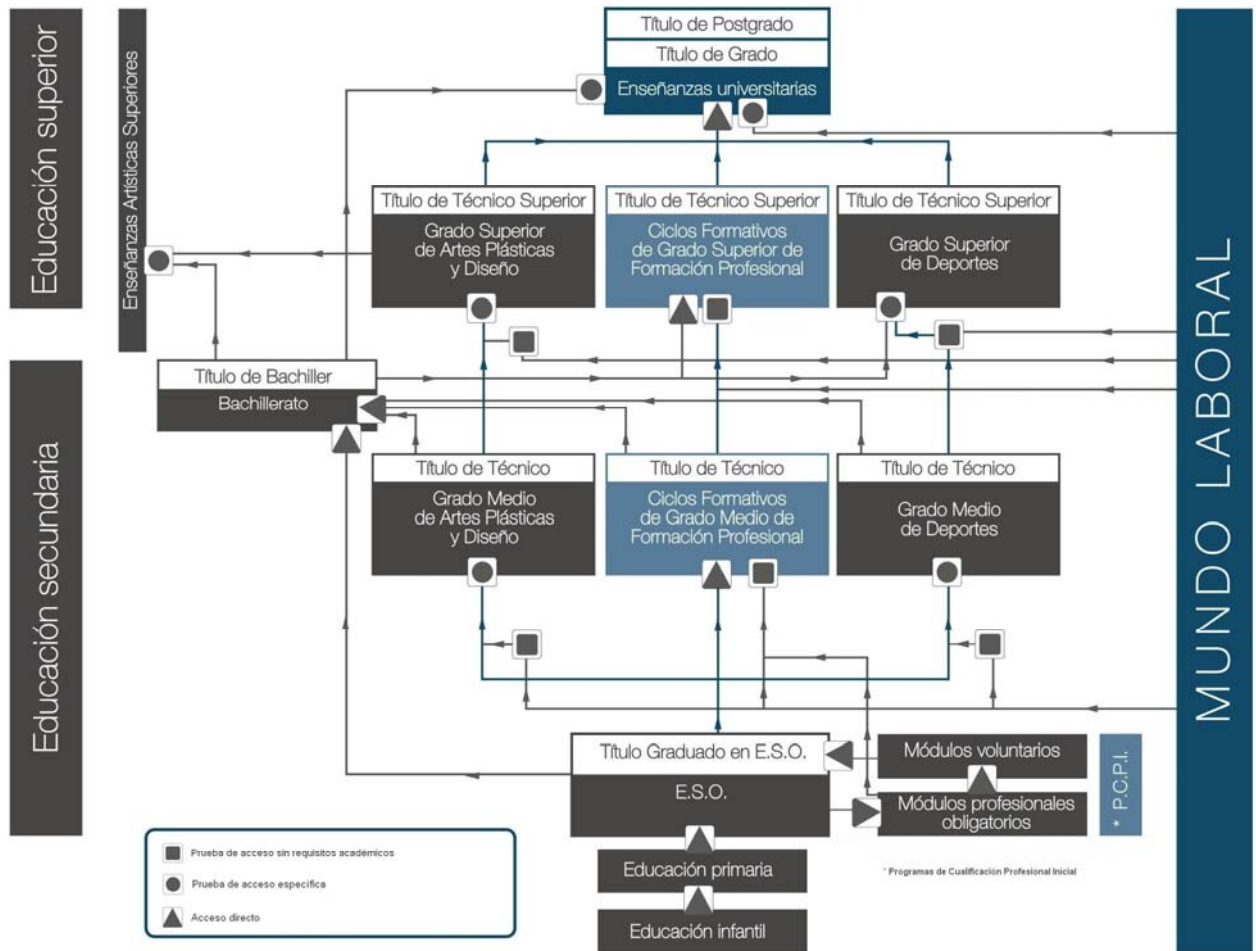 Educación superior
Enseñanzas Artísticas Superiores
Título de Postgrado
Título de Grado
Enseñanzas universitarias
Título de Técnico Superior
Grado Superior
de Artes Plásticas
y Diseño
Título de Técnico Superior
Ciclos Formativos
de Grado Superior de
Formación Profesional
Título de Técnico Superior
Grado Superior
de Deportes
MUNDO LABORAL
Educación secundaria
Título de Bachiller
Bachillerato
Título de Técnico
Grado Medio
de Artes Plásticas
y Diseño
Título de Técnico
Ciclos Formativos
de Grado Medio de
Formación Profesional
Título de Técnico
Grado Medio
de Deportes
Título Graduado en E.S.O.
E.S.O.
Módulos voluntarios
Módulos profesionales
obligatorios
* P.C.P.I.
Educación primaria
Educación infantil
* Programas de Cualificación Profesional Inicial
Prueba de acceso sin requisitos académicos
Prueba de acceso específica
Acceso directo